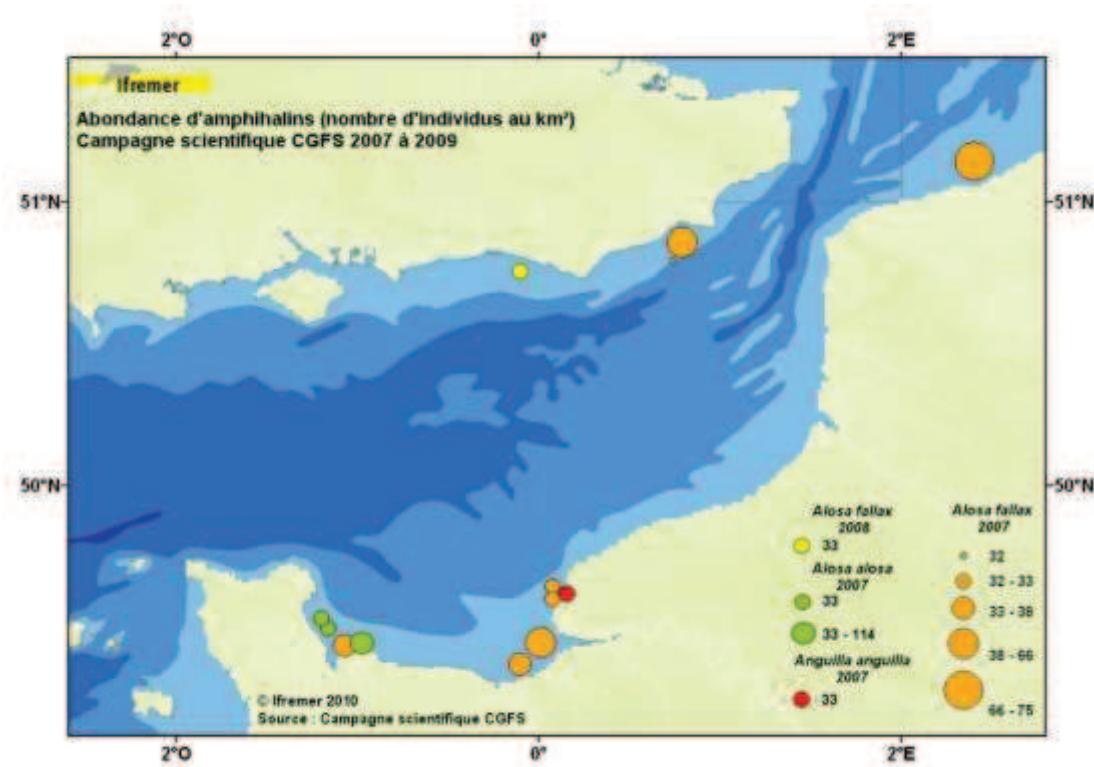 2°O 0° 2°E
Ifremer
Abondance d'amphihalins (nombre d'individus au km²)
Campagne scientifique CGFS 2007 à 2009
51°N 51°N
50°N 50°N
Alosa fallax
2008
33
Alosa alosa
2007
33
33 - 114
Anguilla anguilla
2007
33
Alosa fallax
2007
32
32 - 33
33 - 38
38 - 66
66 - 75
© Ifremer 2010
Source : Campagne scientifique CGFS
2°O 0° 2°E